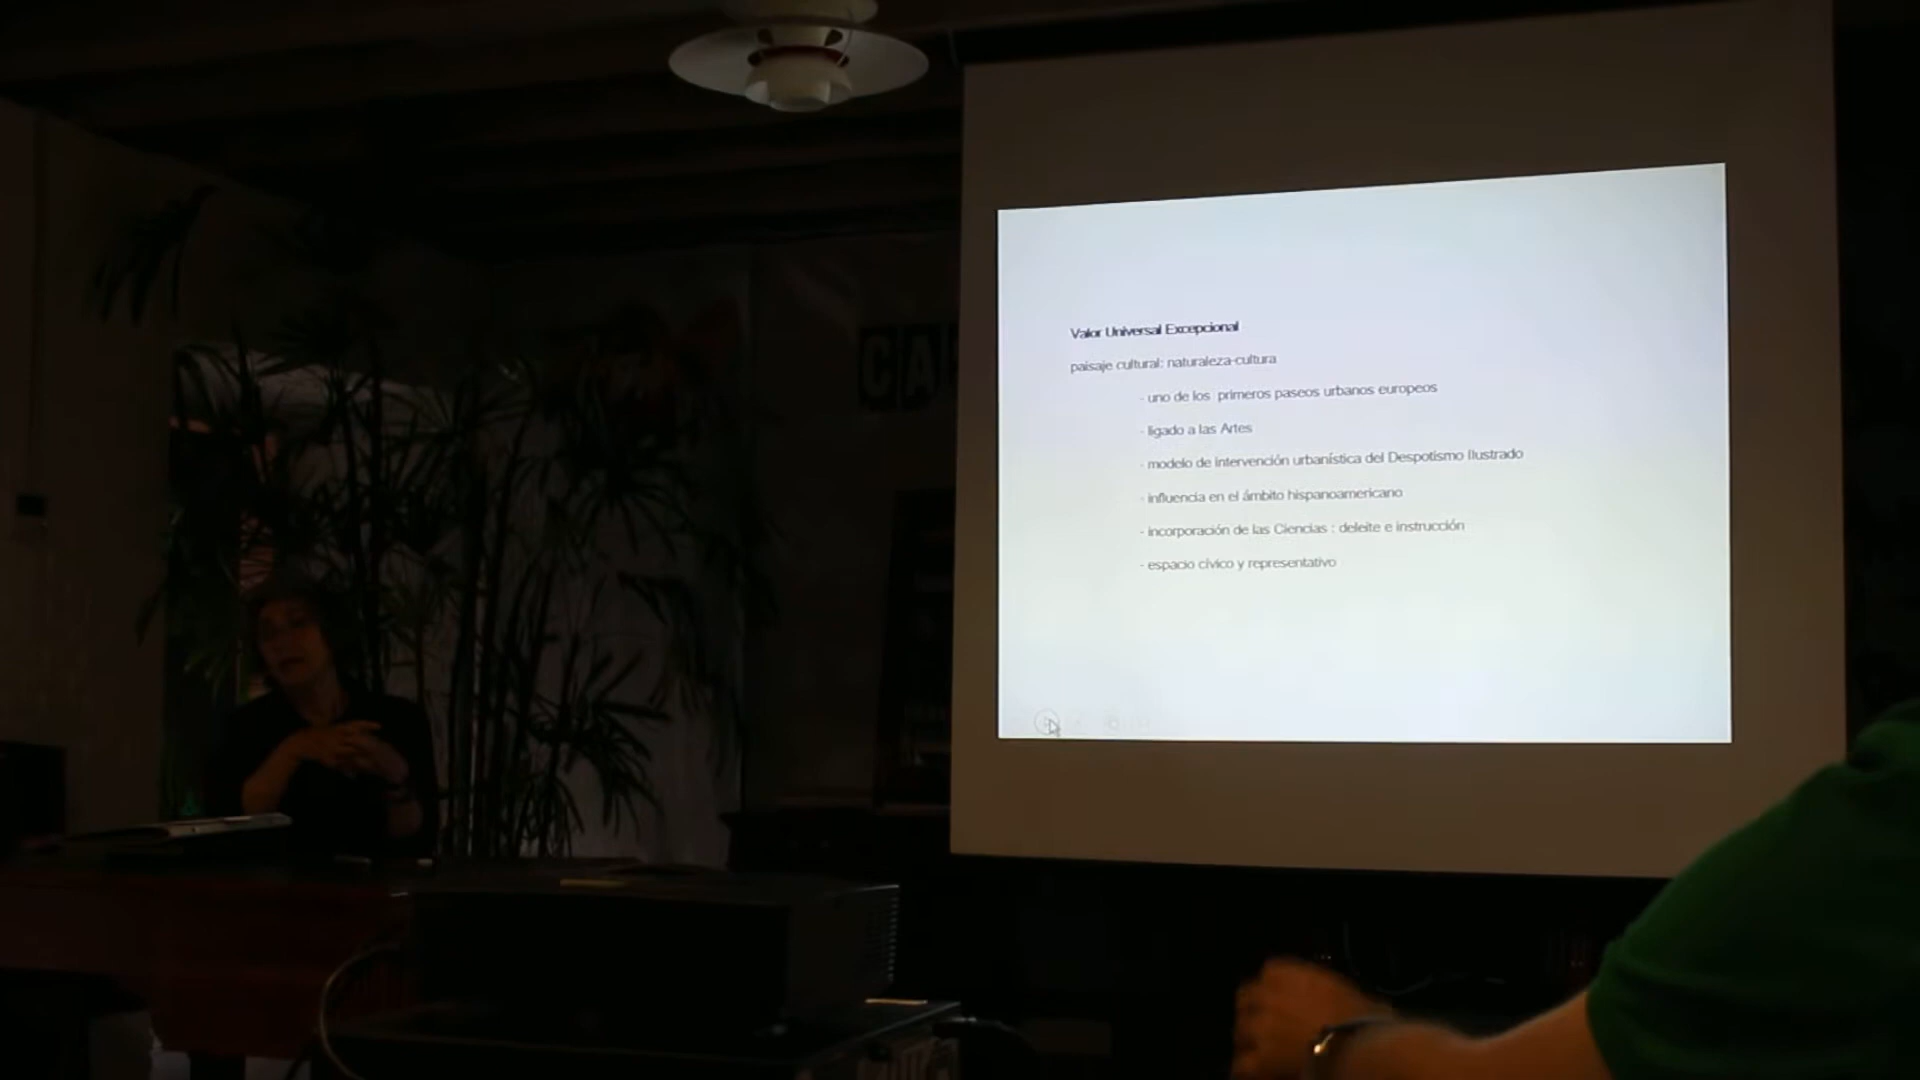 CA
Valor Universal Excepcional
paisaje cultural: naturaleza-cultura
- uno de los primeros paseos urbanos europeos
- ligado a las Artes
- modelo de intervención urbanística del Despotismo Ilustrado
- influencia en el ámbito hispanoamericano
- incorporación de las Ciencias : deleite e instrucción
- espacio cívico y representativo